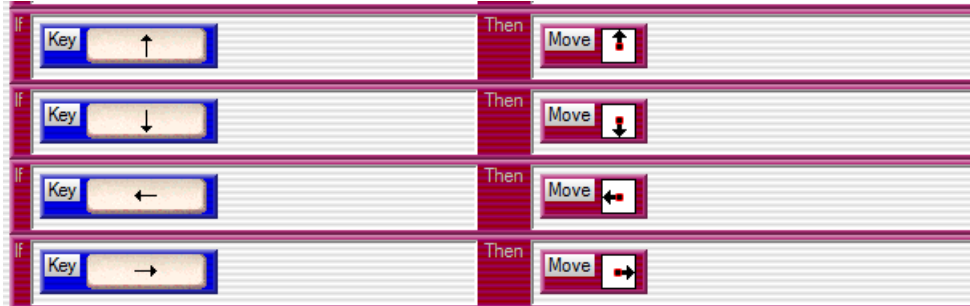 If Key ↑ Then Move
If Key ↓ Then Move
If Key ← Then Move
If Key → Then Move